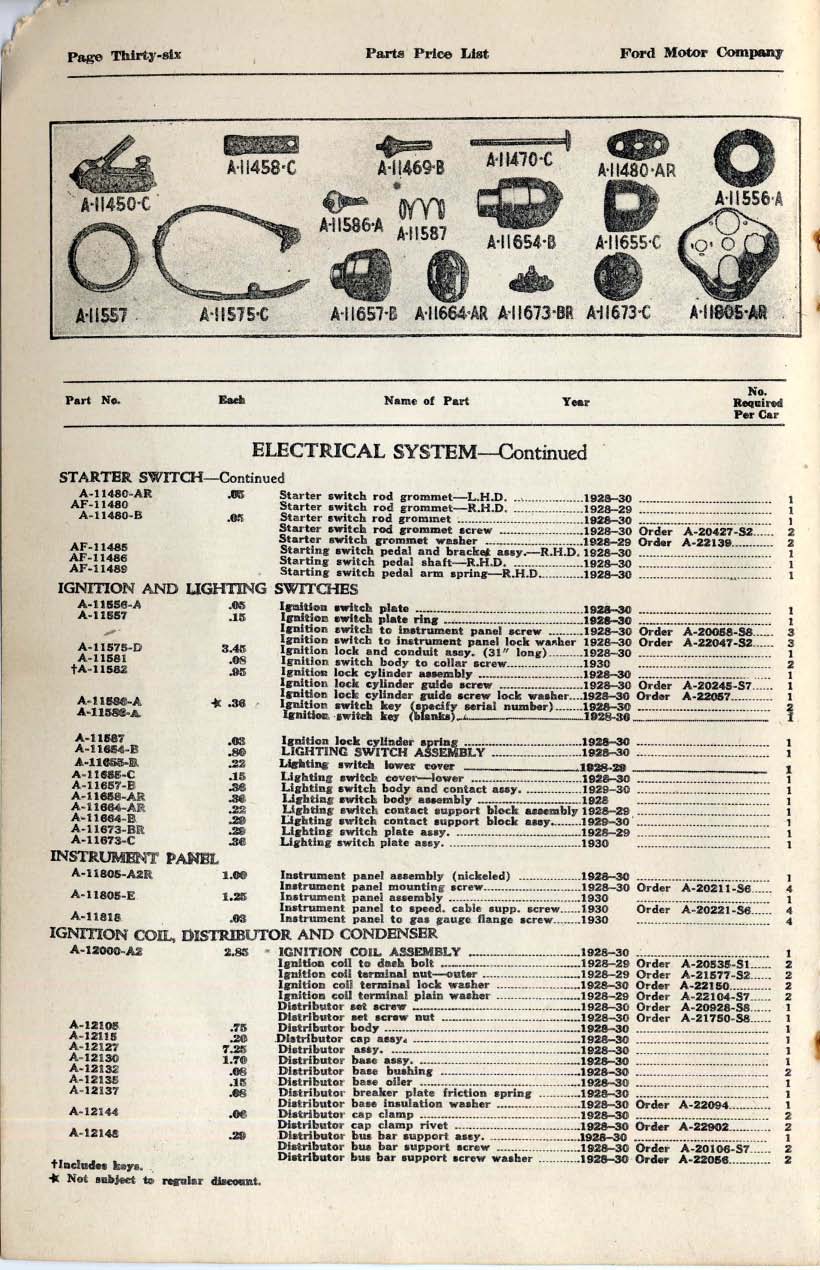 Page Thirty-six Parts Price List Ford Motor Company
A-11458-C A-11469-B A-11470-C A-11480-AR
A-11450-C A-11586-A A-11587 A-11654-B A-11655-C A-11556-A
A-11557 A-11575-C A-11657-B A-11664-AR A-11673-BR A-11673-C A-11805-AR
Part No. Each Name of Part Year No. Required Per Car
ELECTRICAL SYSTEM—Continued
STARTER SWITCH—Continued
A-11480-AR .05 Starter switch rod grommet—L.H.D. 1928-30 1
AF-11480 Starter switch rod grommet—R.H.D. 1928-29 1
A-11480-B .05 Starter switch rod grommet 1928-30 1
Starter switch rod grommet screw 1928-30 Order A-20427-S2 2
Starter switch grommet washer 1928-29 Order A-22139 2
AF-11485 Starting switch pedal and bracket assy.—R.H.D. 1928-30 1
AF-11486 Starting switch pedal shaft—R.H.D. 1928-30 1
AF-11489 Starting switch pedal arm spring—R.H.D. 1928-30 1
IGNITION AND LIGHTING SWITCHES
A-11556-A .05 Ignition switch plate 1928-30 1
A-11557 .15 Ignition switch plate ring 1928-30 1
Ignition switch to instrument panel screw 1928-30 Order A-20058-S8 3
Ignition switch to instrument panel lock washer 1928-30 Order A-22047-S2 3
A-11575-D 3.45 Ignition lock and conduit assy. (31" long) 1928-30 1
A-11581 .08 Ignition switch body to collar screw 1930 2
†A-11582 .95 Ignition lock cylinder assembly 1928-30 1
Ignition lock cylinder guide screw 1928-30 Order A-20245-S7 1
Ignition lock cylinder guide screw lock washer 1928-30 Order A-22057 1
A-11586-A ★ .36 Ignition switch key (specify serial number) 1928-30 2
Ignition switch key (blanks) 1928-30 1
A-11587 .03 Ignition lock cylinder spring 1928-30 1
A-11654-B .80 LIGHTING SWITCH ASSEMBLY 1928-30 1
A-11655-B .22 Lighting switch lower cover 1928-29 1
A-11655-C .15 Lighting switch cover—lower 1928-30 1
A-11657-B .36 Lighting switch body and contact assy. 1929-30 1
A-11658-AR .36 Lighting switch body assembly 1928 1
A-11664-AR .22 Lighting switch contact support block assembly 1928-29 1
A-11664-B .29 Lighting switch contact support block assy. 1929-30 1
A-11673-BR .29 Lighting switch plate assy. 1928-29 1
A-11673-C .36 Lighting switch plate assy. 1930 1
INSTRUMENT PANEL
A-11805-A2R 1.00 Instrument panel assembly (nickeled) 1928-30 1
Instrument panel mounting screw 1928-30 Order A-20211-S6 4
A-11805-E 1.25 Instrument panel assembly 1930 1
Instrument panel to speed. cable supp. screw 1930 Order A-20221-S6 4
A-11818 .03 Instrument panel to gas gauge flange screw 1930 4
IGNITION COIL, DISTRIBUTOR AND CONDENSER
A-12000-A2 2.85 IGNITION COIL ASSEMBLY 1928-30 1
Ignition coil to dash bolt 1928-29 Order A-20535-S1 2
Ignition coil terminal nut—outer 1928-29 Order A-21577-S2 2
Ignition coil terminal lock washer 1928-30 Order A-22150 2
Ignition coil terminal plain washer 1928-29 Order A-22104-S7 2
Distributor set screw 1928-30 Order A-20928-S8 1
Distributor set screw nut 1928-30 Order A-21750-S8 1
A-12105 .75 Distributor body 1928-30 1
A-12115 .20 Distributor cap assy. 1928-30 1
A-12127 7.25 Distributor assy. 1928-30 1
A-12130 1.70 Distributor base assy. 1928-30 1
A-12132 .08 Distributor base bushing 1928-30 2
A-12135 .15 Distributor base oiler 1928-30 1
A-12137 .08 Distributor breaker plate friction spring 1928-30 1
Distributor base insulation washer 1928-30 Order A-22094 1
A-12144 .06 Distributor cap clamp 1928-30 2
Distributor cap clamp rivet 1928-30 Order A-22902 2
A-12148 .29 Distributor bus bar support assy. 1928-30 1
Distributor bus bar support screw 1928-30 Order A-20106-S7 2
Distributor bus bar support screw washer 1928-30 Order A-22056 2
†Includes keys.
★ Not subject to regular discount.